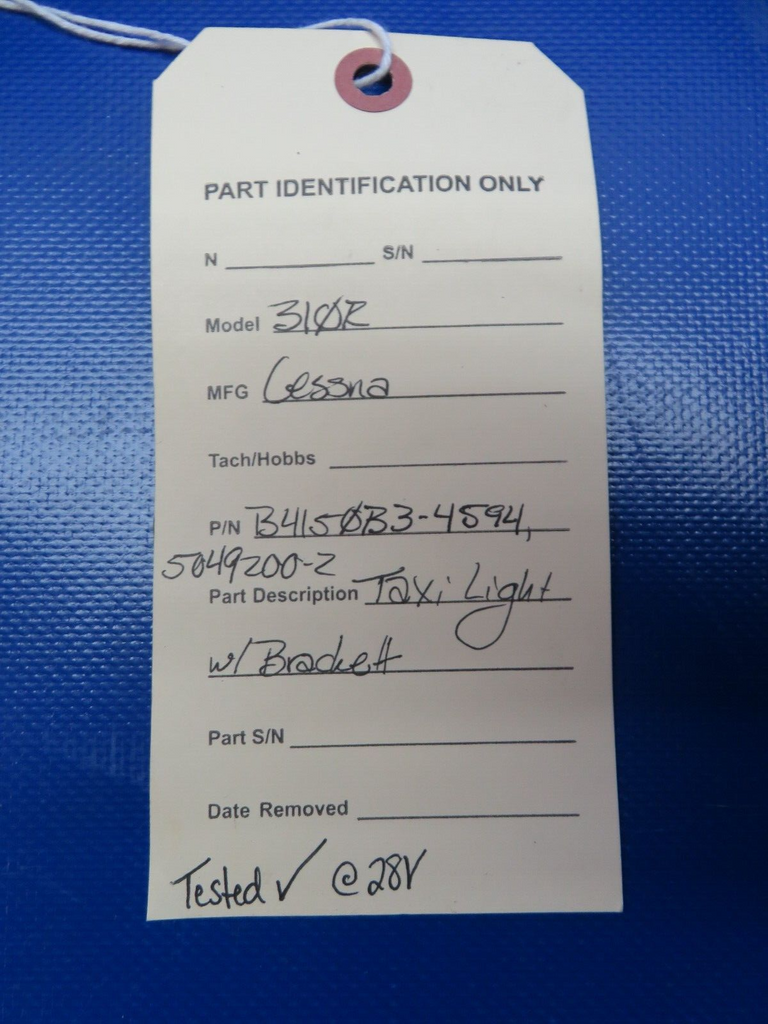 PART IDENTIFICATION ONLY
N S/N
Model 310R
MFG Cessna
Tach/Hobbs
P/N B4150B3-4594,
5049200-2
Part Description Taxi Light
w/ Brackett
Part S/N
Date Removed
Tested ✓ @ 28V